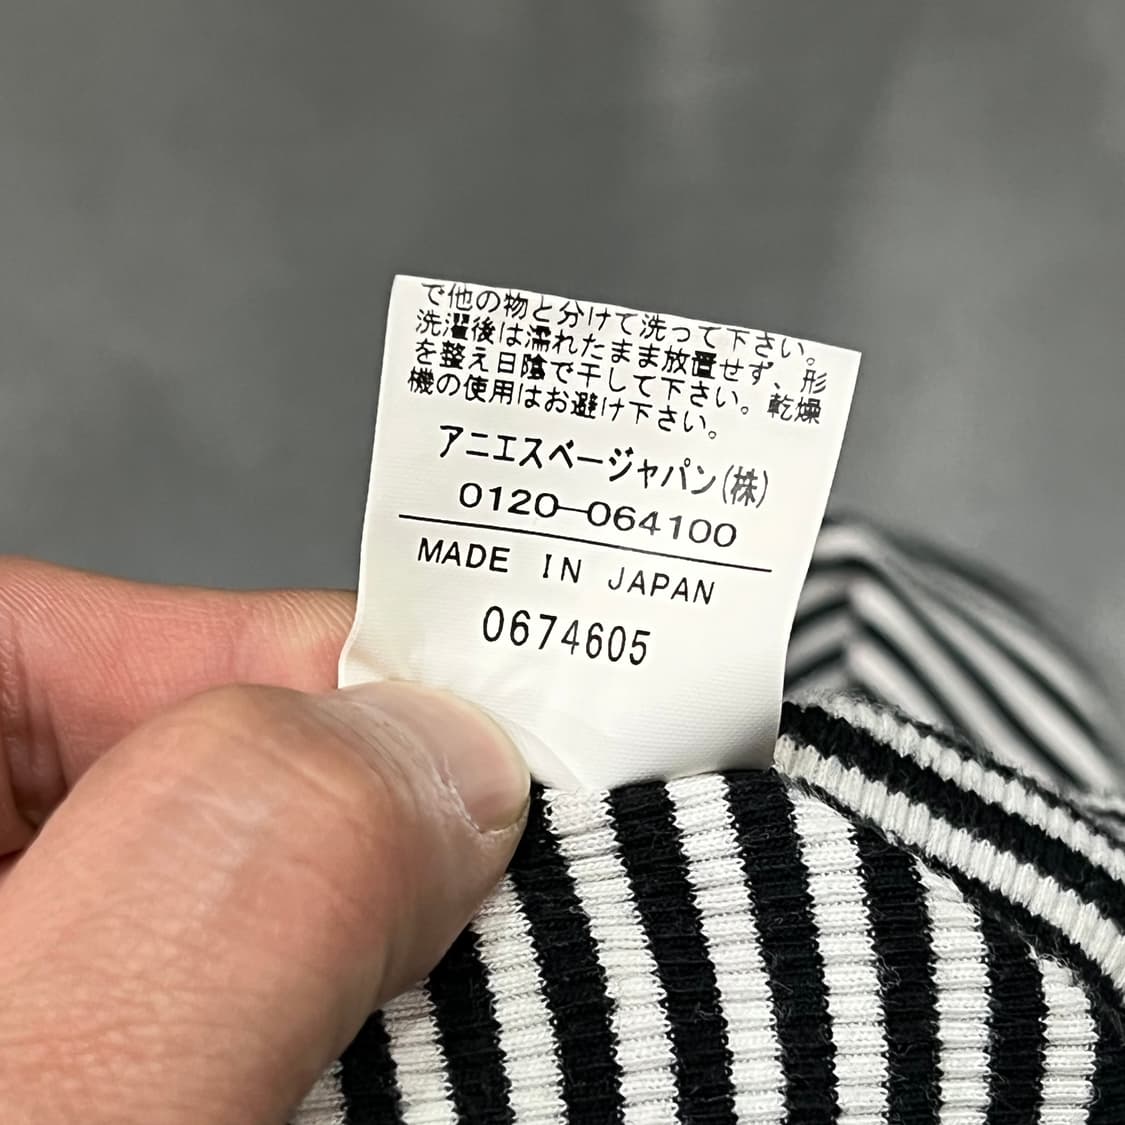 で他の物と分けて洗って下さい。
洗濯後は濡れたまま放置せず、形
を整え日陰で干して下さい。乾燥
機の使用はお避け下さい。
アニエスベージャパン(株)
0120-064100
MADE IN JAPAN
0674605